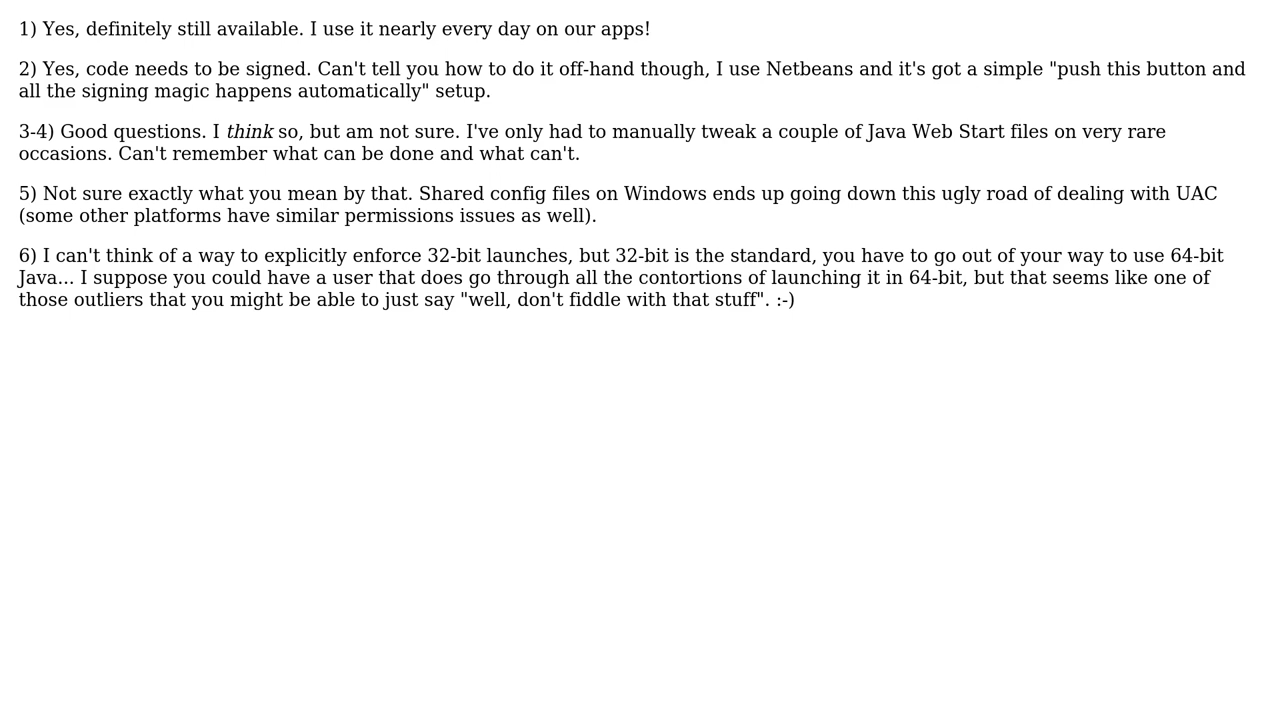 1) Yes, definitely still available. I use it nearly every day on our apps!
2) Yes, code needs to be signed. Can't tell you how to do it off-hand though, I use Netbeans and it's got a simple "push this button and
all the signing magic happens automatically" setup.
3-4) Good questions. I think so, but am not sure. I've only had to manually tweak a couple of Java Web Start files on very rare
occasions. Can't remember what can be done and what can't.
5) Not sure exactly what you mean by that. Shared config files on Windows ends up going down this ugly road of dealing with UAC
(some other platforms have similar permissions issues as well).
6) I can't think of a way to explicitly enforce 32-bit launches, but 32-bit is the standard, you have to go out of your way to use 64-bit
Java... I suppose you could have a user that does go through all the contortions of launching it in 64-bit, but that seems like one of
those outliers that you might be able to just say "well, don't fiddle with that stuff". :-)